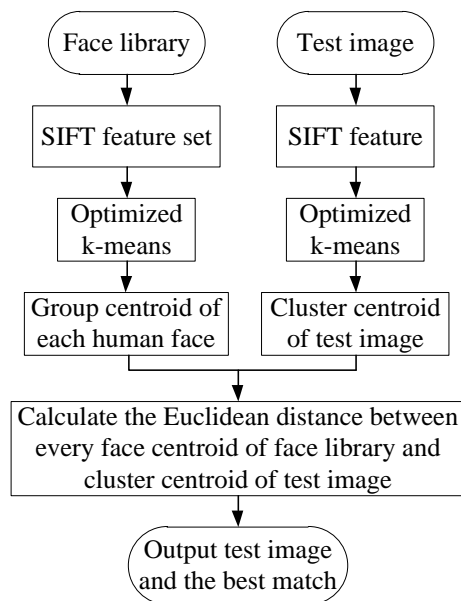 Face library
Test image
SIFT feature set
SIFT feature
Optimized
k-means
Optimized
k-means
Group centroid of
each human face
Cluster centroid
of test image
Calculate the Euclidean distance between
every face centroid of face library and
cluster centroid of test image
Output test image
and the best match